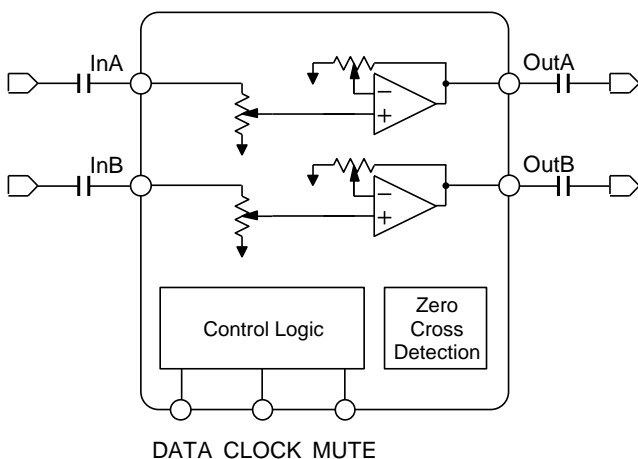 InA
OutA
−
+
InB
OutB
−
+
Control Logic
Zero
Cross
Detection
DATA CLOCK MUTE